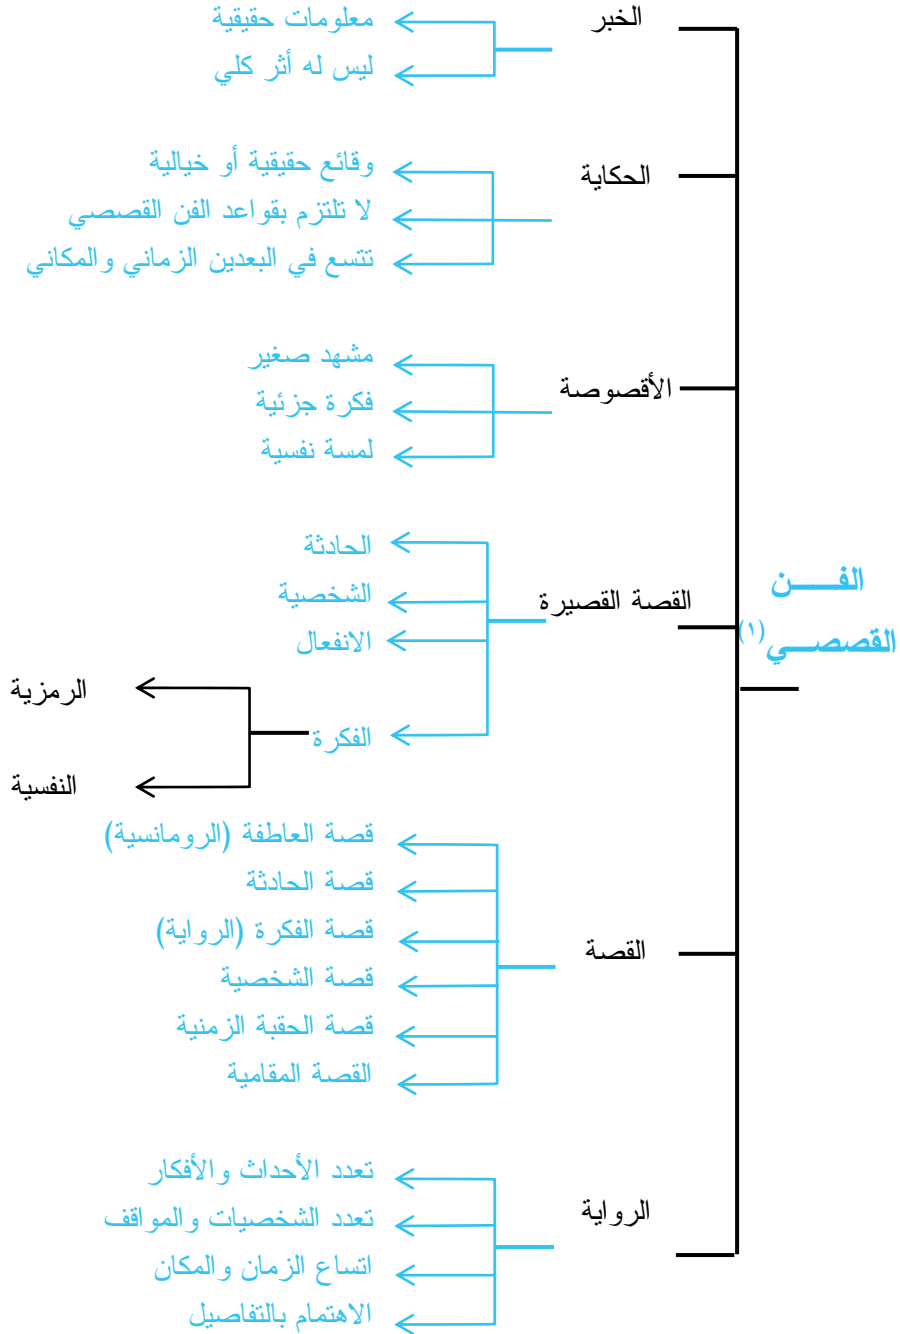 الفـــــن
القصصــــي(١)
الخبر
معلومات حقيقية
ليس له أثر كلي
الحكاية
وقائع حقيقية أو خيالية
لا تلتزم بقواعد الفن القصصي
تتسع في البعدين الزماني والمكاني
الأقصوصة
مشهد صغير
فكرة جزئية
لمسة نفسية
القصة القصيرة
الحادثة
الشخصية
الانفعال
الفكرة
الرمزية
النفسية
القصة
قصة العاطفة (الرومانسية)
قصة الحادثة
قصة الفكرة (الرواية)
قصة الشخصية
قصة الحقبة الزمنية
القصة المقامية
الرواية
تعدد الأحداث والأفكار
تعدد الشخصيات والمواقف
اتساع الزمان والمكان
الاهتمام بالتفاصيل